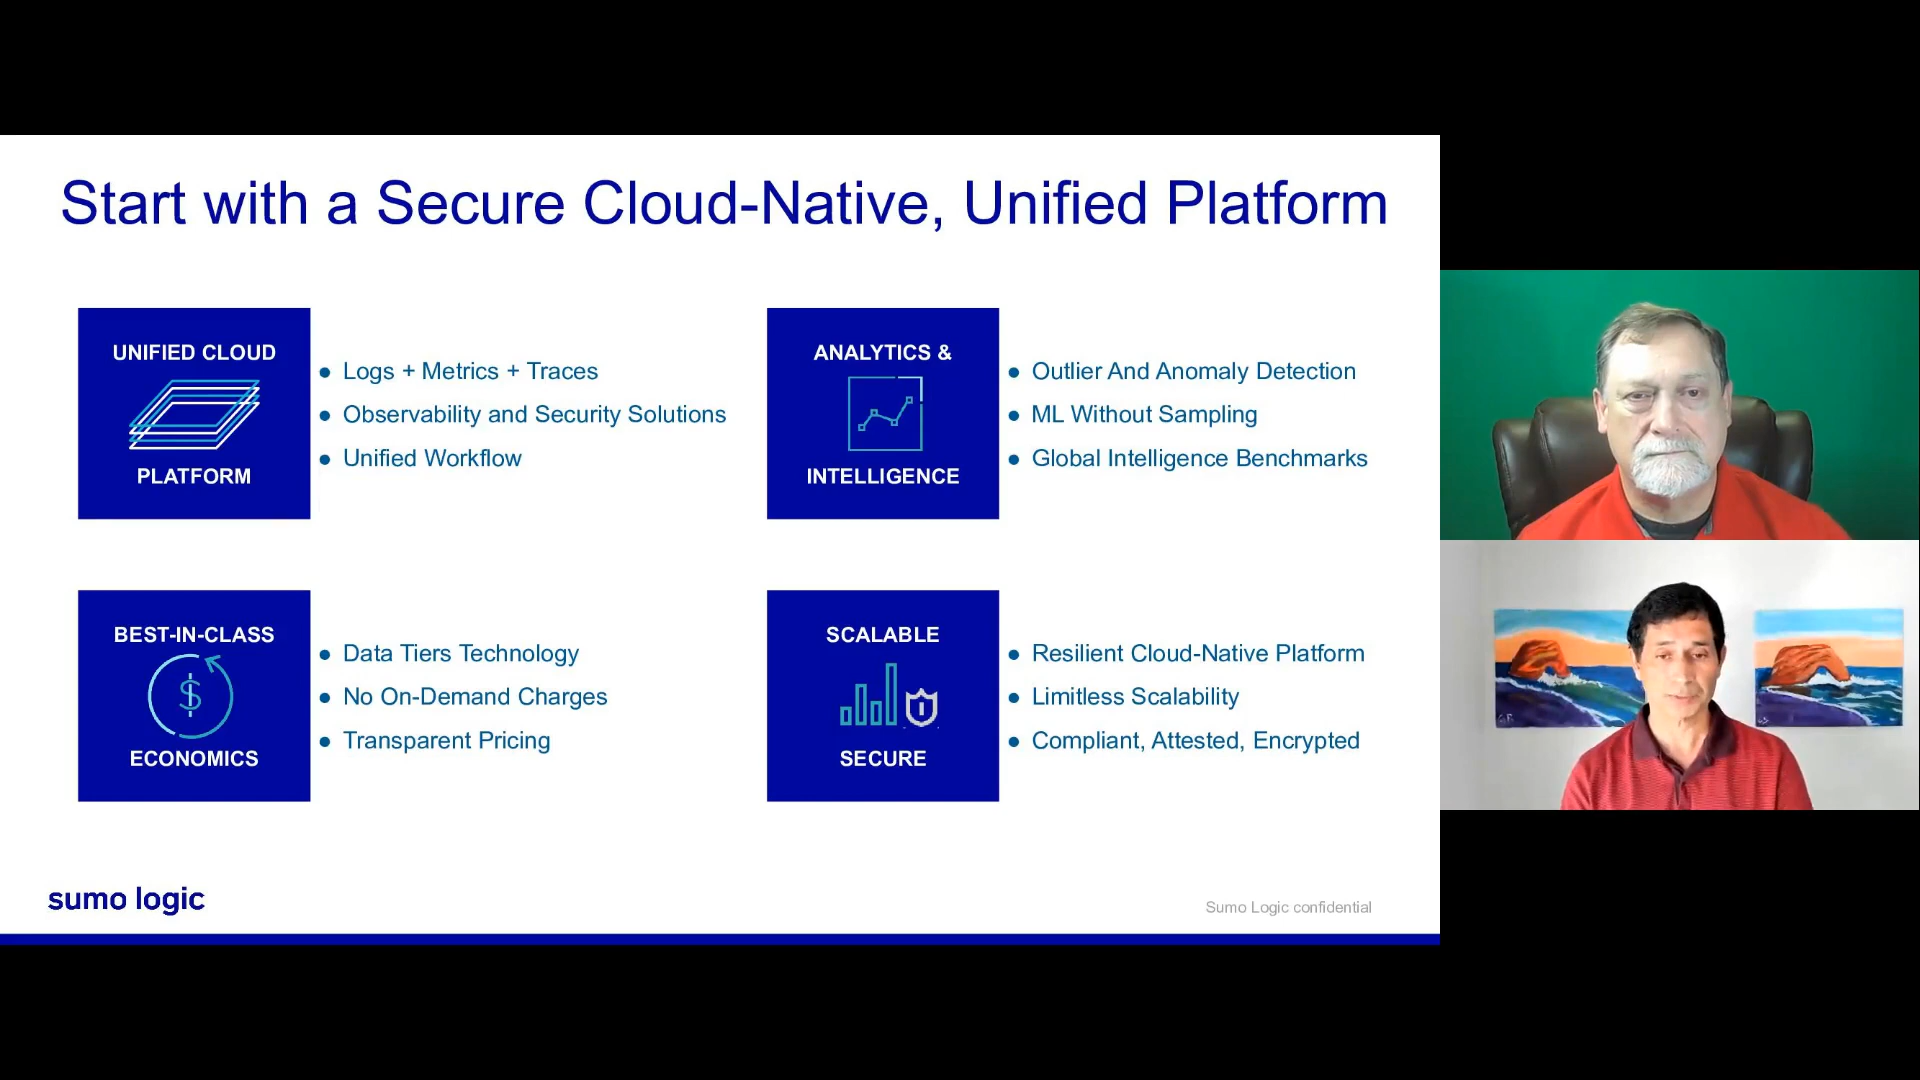 Start with a Secure Cloud-Native, Unified Platform
UNIFIED CLOUD
PLATFORM
● Logs + Metrics + Traces
● Observability and Security Solutions
● Unified Workflow
ANALYTICS &
INTELLIGENCE
● Outlier And Anomaly Detection
● ML Without Sampling
● Global Intelligence Benchmarks
BEST-IN-CLASS
$
ECONOMICS
● Data Tiers Technology
● No On-Demand Charges
● Transparent Pricing
SCALABLE
SECURE
● Resilient Cloud-Native Platform
● Limitless Scalability
● Compliant, Attested, Encrypted
sumo logic
Sumo Logic confidential